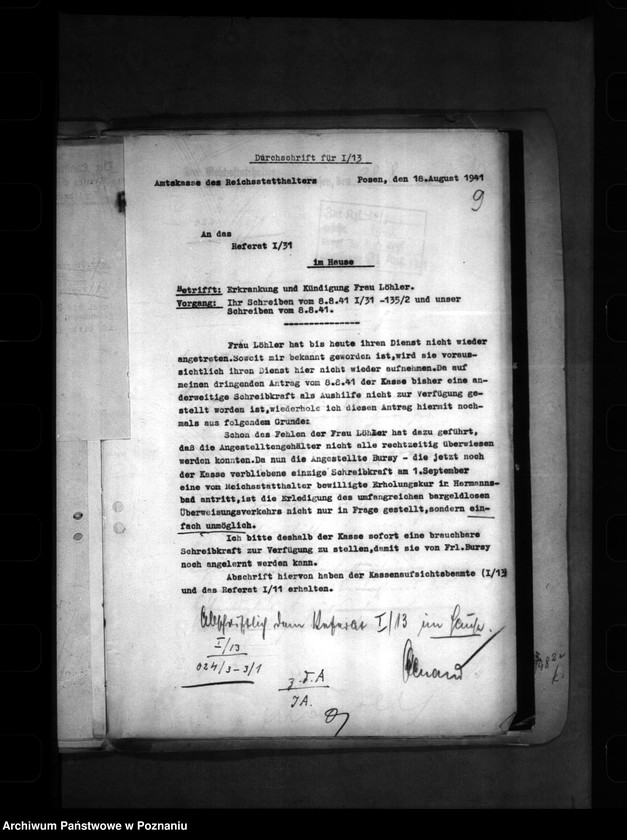 Durchschrift für I/13
Amtskasse des Reichsstatthalters Posen, den 18.August 1941
9
An das
Referat I/31
im Hause
Betrifft: Erkrankung und Kündigung Frau Löhler.
Vorgang: Ihr Schreiben vom 8.8.41 I/31 -135/2 und unser
Schreiben vom 8.8.41.
Frau Löhler hat bis heute ihren Dienst nicht wieder
angetreten.Soweit mir bekannt geworden ist,wird sie voraus-
sichtlich ihren Dienst hier nicht wieder aufnehmen.Da auf
meinen dringenden Antrag vom 8.8.41 der Kasse bisher eine an-
derweitige Schreibkraft als Aushilfe nicht zur Verfügung ge-
stellt worden ist,wiederhole ich diesen Antrag hiermit noch-
mals aus folgendem Grunde:
Schon das Fehlen der Frau Löhler hat dazu geführt,
daß die Angestelltengehälter nicht alle rechtzeitig überwiesen
werden konnten.Da nun die Angestellte Bursy - die jetzt noch
der Kasse verbliebene einzige Schreibkraft am 1.September
eine vom Reichsstatthalter bewilligte Erholungskur in Hermanns-
bad antritt,ist die Erledigung des umfangreichen bargeldlosen
Überweisungsverkehrs nicht nur in Frage gestellt,sondern ein-
fach unmöglich.
Ich bitte deshalb der Kasse sofort eine brauchbare
Schreibkraft zur Verfügung zu stellen,damit sie von Frl.Bursy
noch angelernt werden kann.
Abschrift hiervon haben der Kassenaufsichtsbeamte (I/13)
und das Referat I/11 erhalten.
Abschriftlich dem Referat I/13 im Hause.
I/13
024/3-3/1
z.d.A
IA.
Archiwum Państwowe w Poznaniu